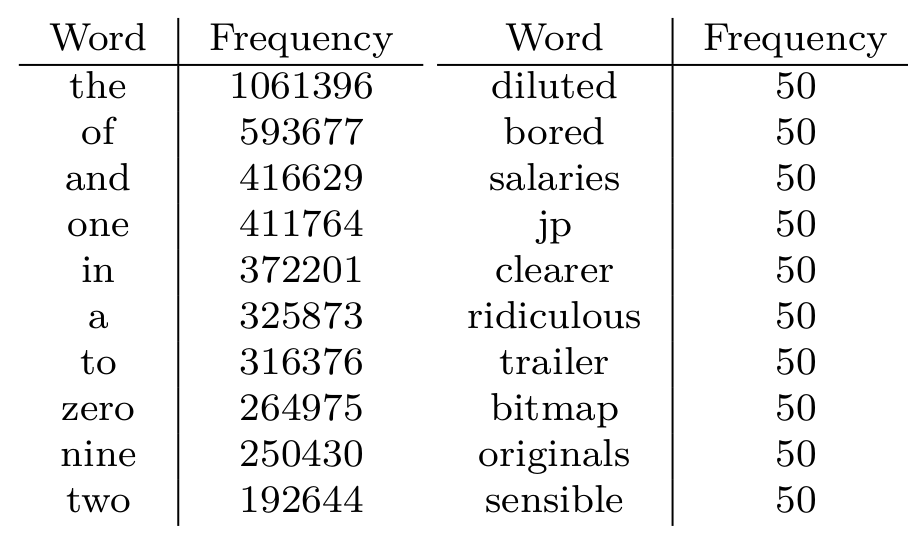 Word Frequency Word Frequency
the 1061396 diluted 50
of 593677 bored 50
and 416629 salaries 50
one 411764 jp 50
in 372201 clearer 50
a 325873 ridiculous 50
to 316376 trailer 50
zero 264975 bitmap 50
nine 250430 originals 50
two 192644 sensible 50